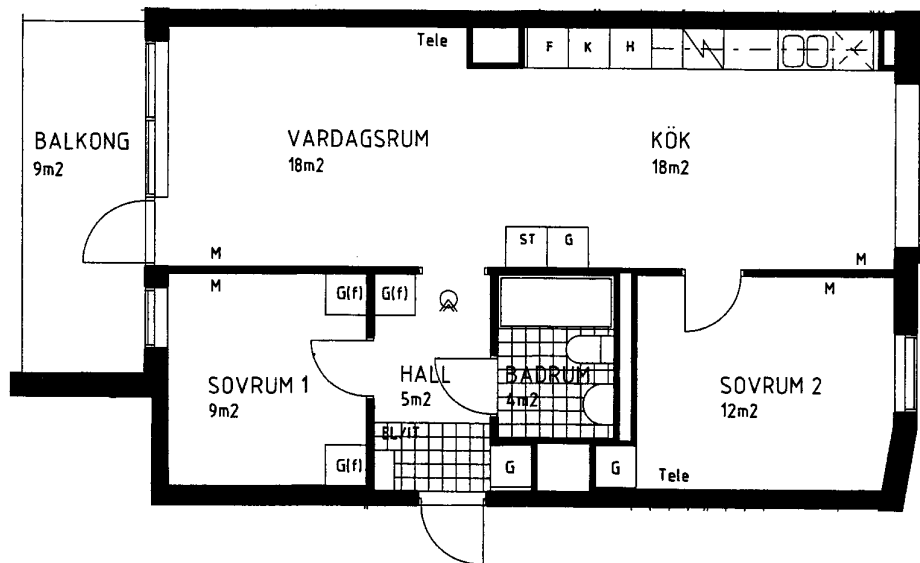 Tele
F K H
BALKONG
9m2
VARDAGSRUM
18m2
KÖK
18m2
ST G
M
M
M
M
G(f) G(f)
SOVRUM 1
9m2
HALL
5m2
BADRUM
4m2
SOVRUM 2
12m2
EL/IT
G(f)
G
G
Tele